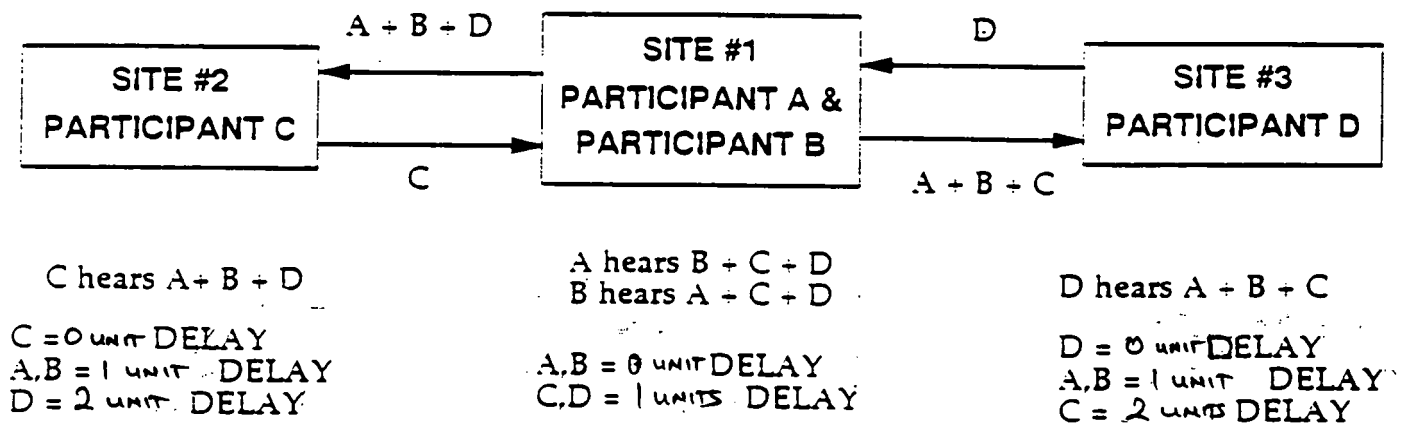 A + B + D
SITE #2
PARTICIPANT C
C
SITE #1
PARTICIPANT A &
PARTICIPANT B
D
SITE #3
PARTICIPANT D
A + B + C
C hears A + B + D
C = 0 UNIT DELAY
A,B = 1 UNIT DELAY
D = 2 UNIT DELAY
A hears B + C + D
B hears A + C + D
A,B = 0 UNIT DELAY
C,D = 1 UNITS DELAY
D hears A + B + C
D = 0 UNIT DELAY
A,B = 1 UNIT DELAY
C = 2 UNITS DELAY